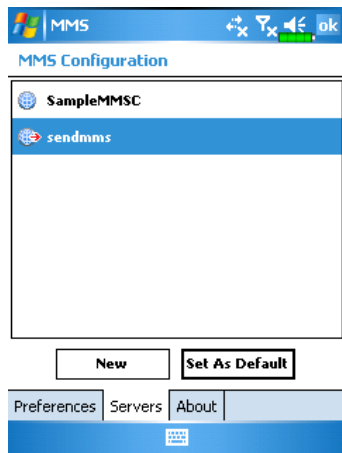 MMS ok
MMS Configuration
SampleMMSC
sendmms
New Set As Default
Preferences Servers About